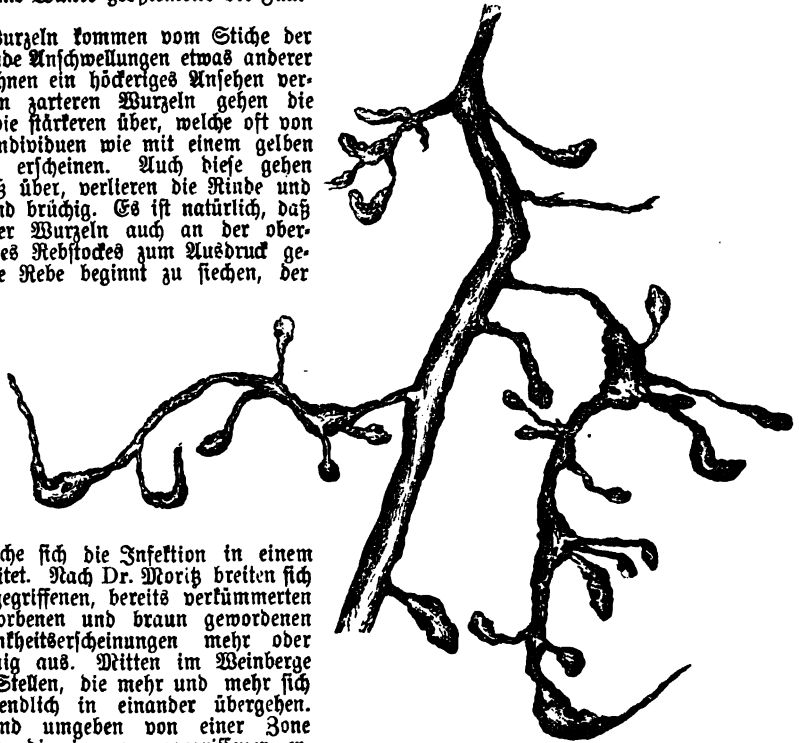 urzeln kommen vom Stiche der
de Anschwellungen etwas anderer
hnen ein höckeriges Ansehen ver-
n zarteren Wurzeln gehen die
die stärkeren über, welche oft von
ndividuen wie mit einem gelben
erscheinen. Auch diese gehen
ß über, verlieren die Rinde und
nd brüchig. Es ist natürlich, daß
er Wurzeln auch an der ober-
es Rebstockes zum Ausdruck ge-
e Rebe beginnt zu siechen, der
che sich die Infektion in einem
itet. Nach Dr. Moritz breiten sich
gegriffenen, bereits verkümmerten
orbenen und braun gewordenen
nkheitserscheinungen mehr oder
nig aus. Mitten im Weinberge
Stellen, die mehr und mehr sich
endlich in einander übergehen.
nd umgeben von einer Zone